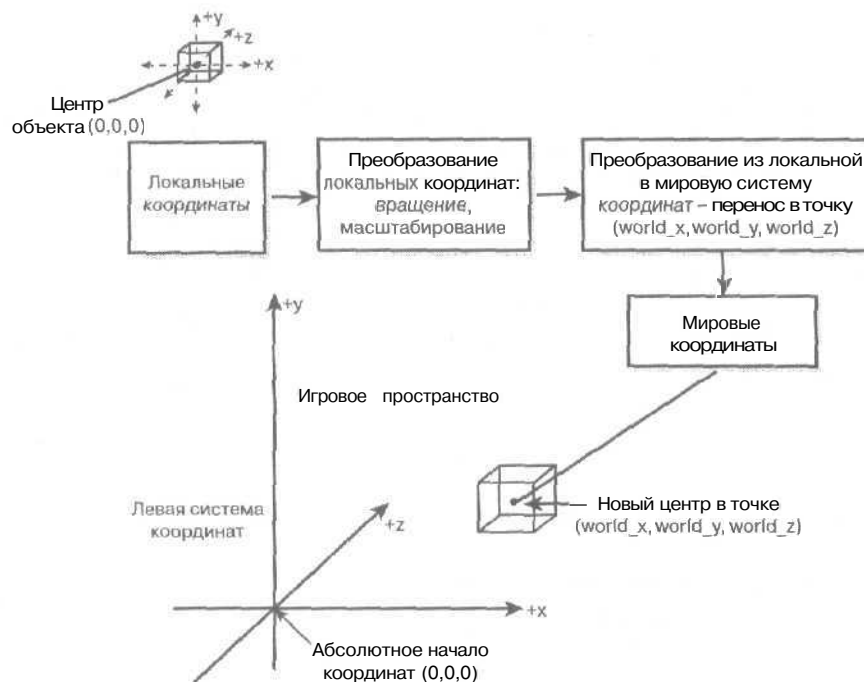 +y
+z
+x
Центр
объекта (0,0,0)
Локальные
координаты
Преобразование
локальных координат:
вращение,
масштабирование
Преобразование из локальной
в мировую систему
координат – перенос в точку
(world_x, world_y, world_z)
Мировые
координаты
+y
Игровое пространство
Левая система
координат
+z
Новый центр в точке
(world_x, world_y, world_z)
+x
Абсолютное начало
координат (0,0,0)